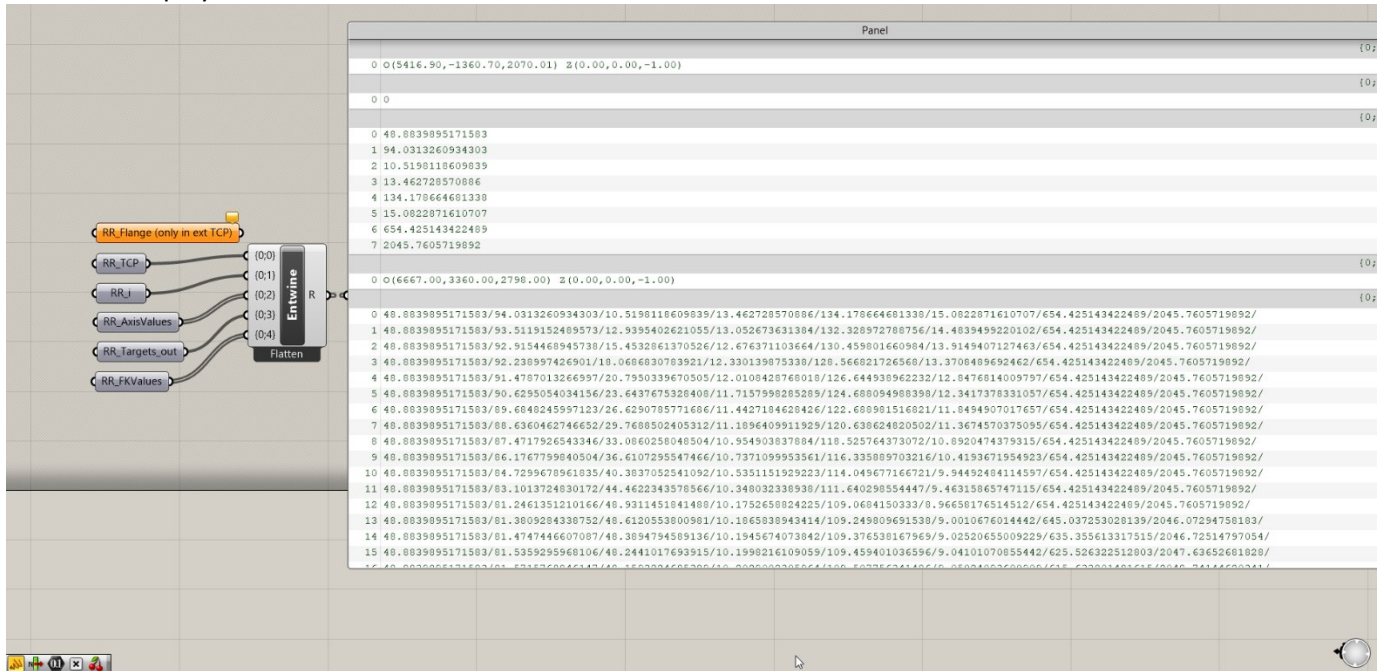 Panel
{0;
0 O(5416.90,-1360.70,2070.01) Z(0.00,0.00,-1.00)
{0;
0 0
{0;
0 48.8839895171583
1 94.0313260934303
2 10.5198118609839
3 13.462728570886
4 134.178664681338
5 15.0822871610707
6 654.425143422489
7 2045.7605719892
{0;
0 O(6667.00,3360.00,2798.00) Z(0.00,0.00,-1.00)
{0;
0 48.8839895171583/94.0313260934303/10.5198118609839/13.462728570886/134.178664681338/15.0822871610707/654.425143422489/2045.7605719892/
1 48.8839895171583/93.5119152489573/12.9395402621055/13.052673631384/132.328972788756/14.4839499220102/654.425143422489/2045.7605719892/
2 48.8839895171583/92.9154468945738/15.4532861370526/12.676371103664/130.459801660984/13.9149407127463/654.425143422489/2045.7605719892/
3 48.8839895171583/92.238997426901/18.0686830783921/12.330139875338/128.566821726568/13.3708489692462/654.425143422489/2045.7605719892/
4 48.8839895171583/91.4787013266997/20.7950339670505/12.0108428768018/126.644938962232/12.8476814009797/654.425143422489/2045.7605719892/
5 48.8839895171583/90.6295054034156/23.6437675328408/11.7157998285289/124.688094988398/12.3417378331057/654.425143422489/2045.7605719892/
6 48.8839895171583/89.6848245997123/26.6290785771686/11.4427184628426/122.688981516821/11.8494907017657/654.425143422489/2045.7605719892/
7 48.8839895171583/88.6360462746652/29.7688502405312/11.1896409911929/120.638624820502/11.3674570375095/654.425143422489/2045.7605719892/
8 48.8839895171583/87.4717926543346/33.0860258048504/10.954903837884/118.525764373072/10.8920474379315/654.425143422489/2045.7605719892/
9 48.8839895171583/86.1767799840504/36.6107295547466/10.7371099953561/116.335889703216/10.4193671954923/654.425143422489/2045.7605719892/
10 48.8839895171583/84.7299678961835/40.3837052541092/10.5351151929223/114.049677166721/9.94492484114597/654.425143422489/2045.7605719892/
11 48.8839895171583/83.1013724830172/44.4622343578566/10.348032338938/111.640298554447/9.46315865747115/654.425143422489/2045.7605719892/
12 48.8839895171583/81.2461351210166/48.9311451841488/10.1752658824225/109.0684150333/8.96658176514512/654.425143422489/2045.7605719892/
13 48.8839895171583/81.3809284338752/48.6120553800981/10.1865838943414/109.249809691538/9.0010676014442/645.037253028139/2046.07294758183/
14 48.8839895171583/81.4747446607087/48.3894794589136/10.1945674073842/109.376538167969/9.02520655009229/635.355613317515/2046.72514797054/
15 48.8839895171583/81.5359295968106/48.2441017693915/10.1998216109059/109.459401036596/9.04101070855442/625.526322512803/2047.63652681828/
RR_Flange (only in ext TCP)
RR_TCP
RR_i
RR_AxisValues
RR_Targets_out
RR_FKValues
{0;0}
{0;1}
{0;2}
{0;3}
{0;4}
Entwine
R
Flatten